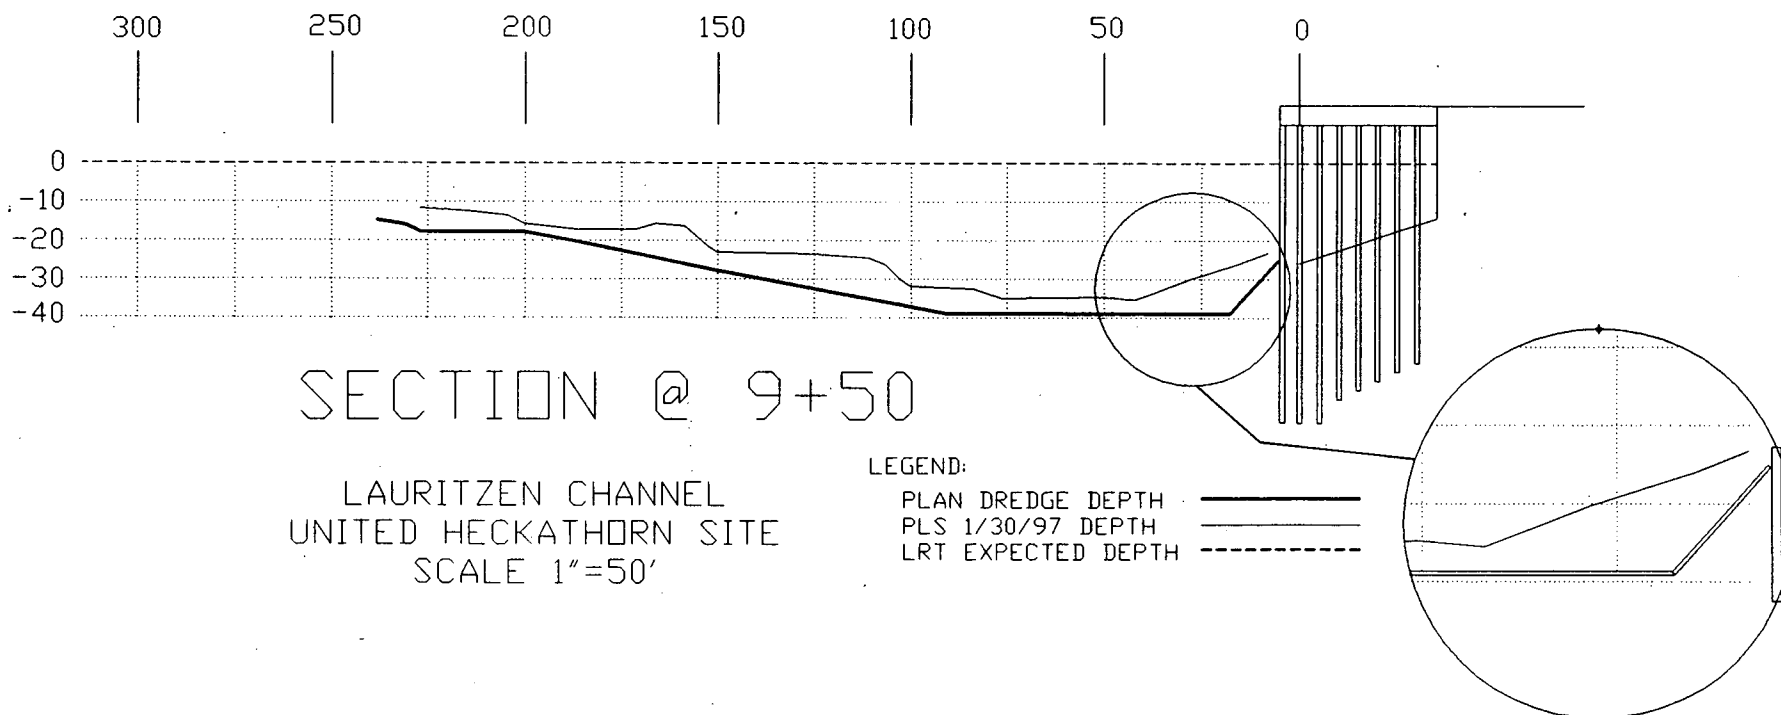 300 250 200 150 100 50 0
0
-10
-20
-30
-40
SECTION @ 9+50
LAURITZEN CHANNEL
UNITED HECKATHORN SITE
SCALE 1"=50'
LEGEND:
PLAN DREDGE DEPTH
PLS 1/30/97 DEPTH
LRT EXPECTED DEPTH